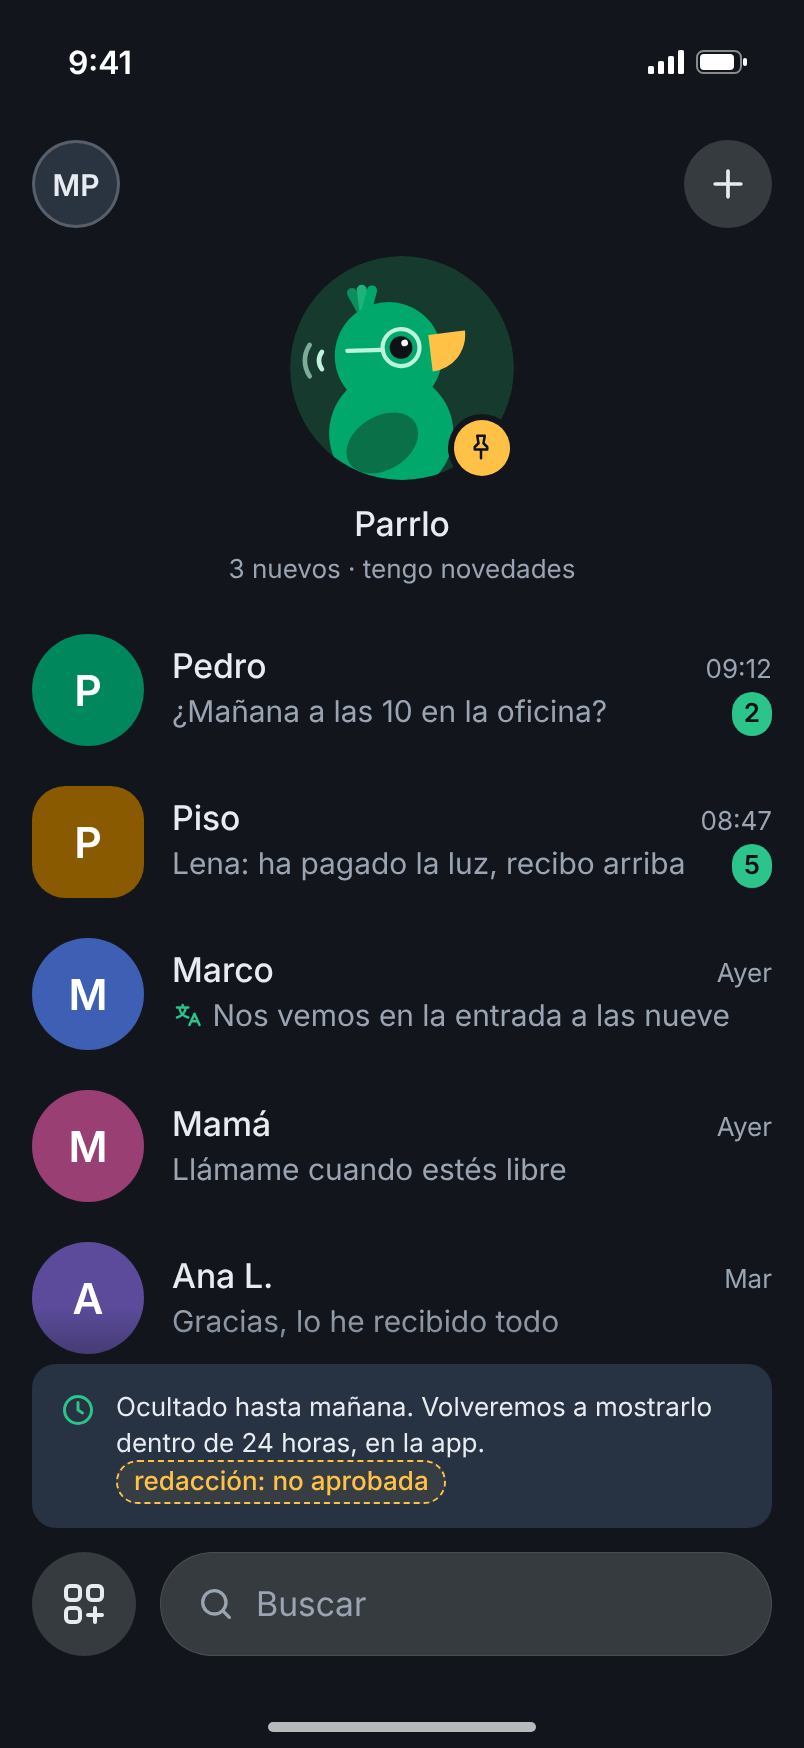 9:41
MP
Parrlo
3 nuevos · tengo novedades
P
Pedro
09:12
¿Mañana a las 10 en la oficina?
2
P
Piso
08:47
Lena: ha pagado la luz, recibo arriba
5
M
Marco
Ayer
Nos vemos en la entrada a las nueve
M
Mamá
Ayer
Llámame cuando estés libre
A
Ana L.
Mar
Gracias, lo he recibido todo
Ocultado hasta mañana. Volveremos a mostrarlo
dentro de 24 horas, en la app.
redacción: no aprobada
Buscar